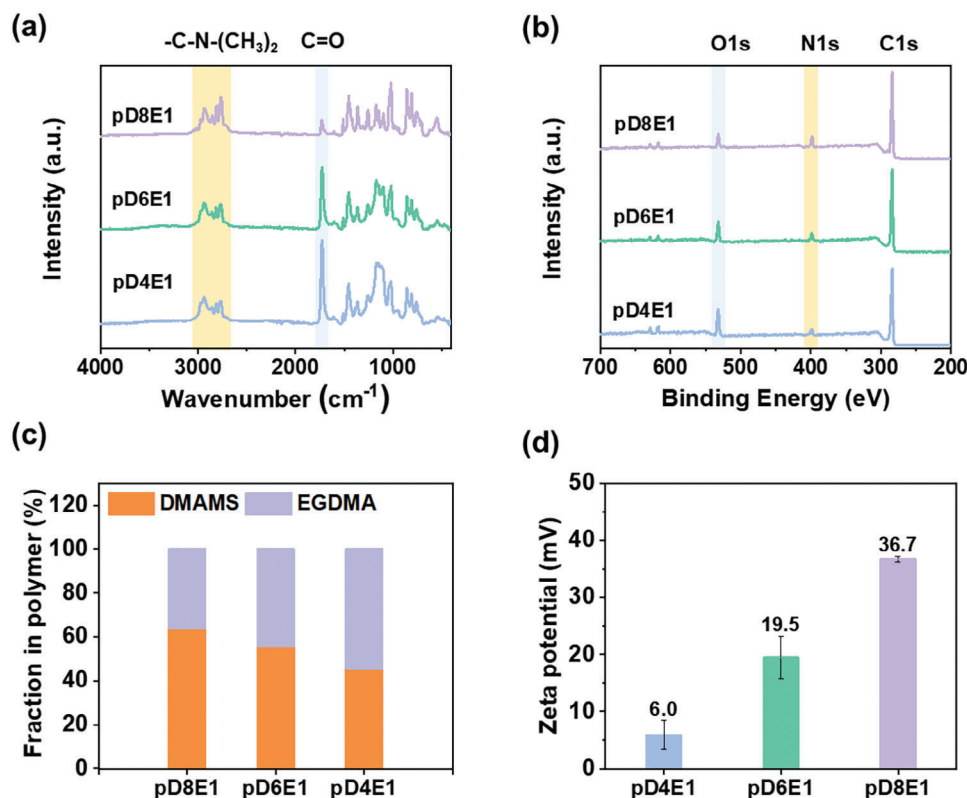 (a)
-C-N-(CH₃)₂ C=O
pD8E1
pD6E1
pD4E1
Intensity (a.u.)
4000 3000 2000 1000
Wavenumber (cm⁻¹)
(b)
O1s N1s C1s
pD8E1
pD6E1
pD4E1
Intensity (a.u.)
700 600 500 400 300 200
Binding Energy (eV)
(c)
DMAMS EGDMA
Fraction in polymer (%)
120
100
80
60
40
20
0
pD8E1 pD6E1 pD4E1
(d)
Zeta potential (mV)
50
40
30
20
10
0
6.0
19.5
36.7
pD4E1 pD6E1 pD8E1